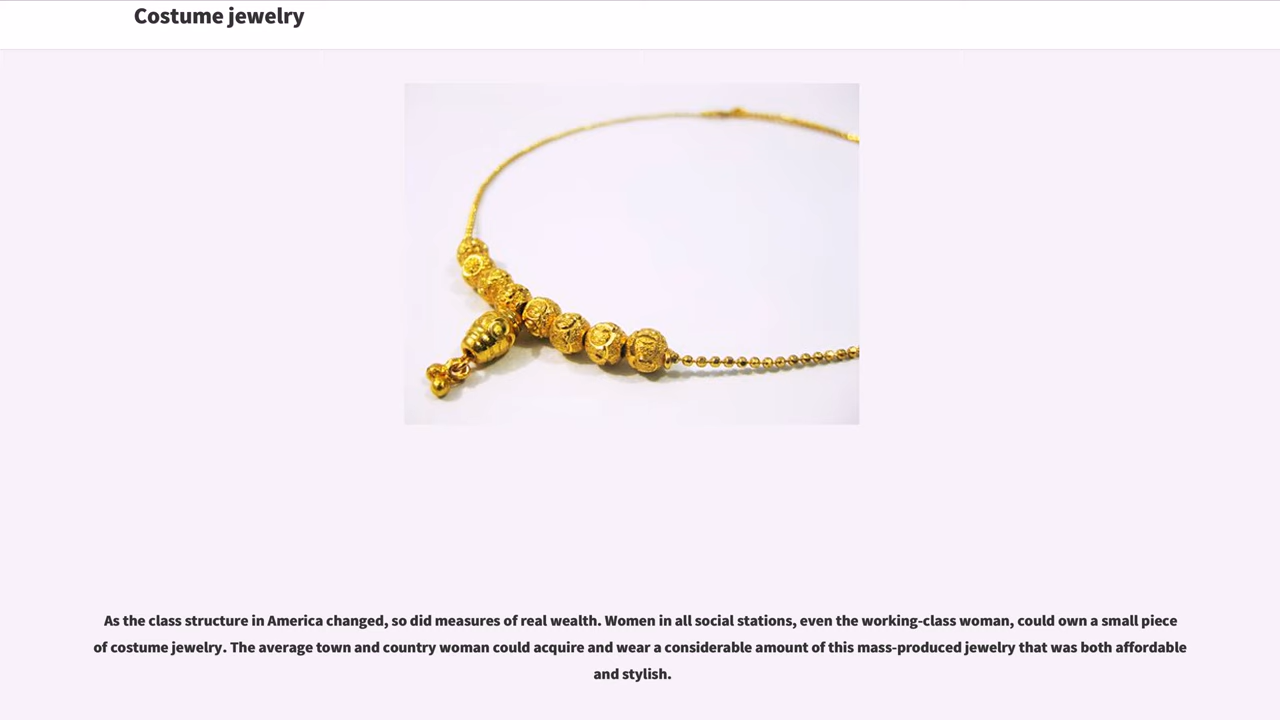 Costume jewelry
As the class structure in America changed, so did measures of real wealth. Women in all social stations, even the working-class woman, could own a small piece
of costume jewelry. The average town and country woman could acquire and wear a considerable amount of this mass-produced jewelry that was both affordable
and stylish.